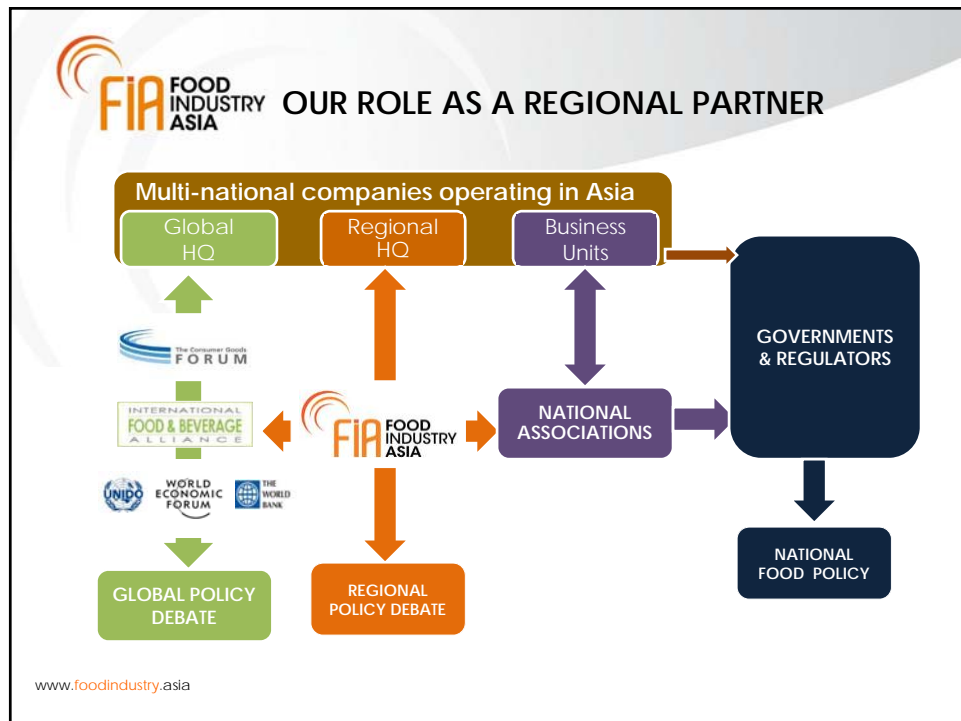 FiA FOOD
INDUSTRY
ASIA
OUR ROLE AS A REGIONAL PARTNER
Multi-national companies operating in Asia
Global
HQ
Regional
HQ
Business
Units
The Consumer Goods
FORUM
GOVERNMENTS
& REGULATORS
INTERNATIONAL
FOOD & BEVERAGE
ALLIANCE
FiA FOOD
INDUSTRY
ASIA
NATIONAL
ASSOCIATIONS
UNIDO
WORLD
ECONOMIC
FORUM
THE
WORLD
BANK
GLOBAL POLICY
DEBATE
REGIONAL
POLICY DEBATE
NATIONAL
FOOD POLICY
www.foodindustry.asia